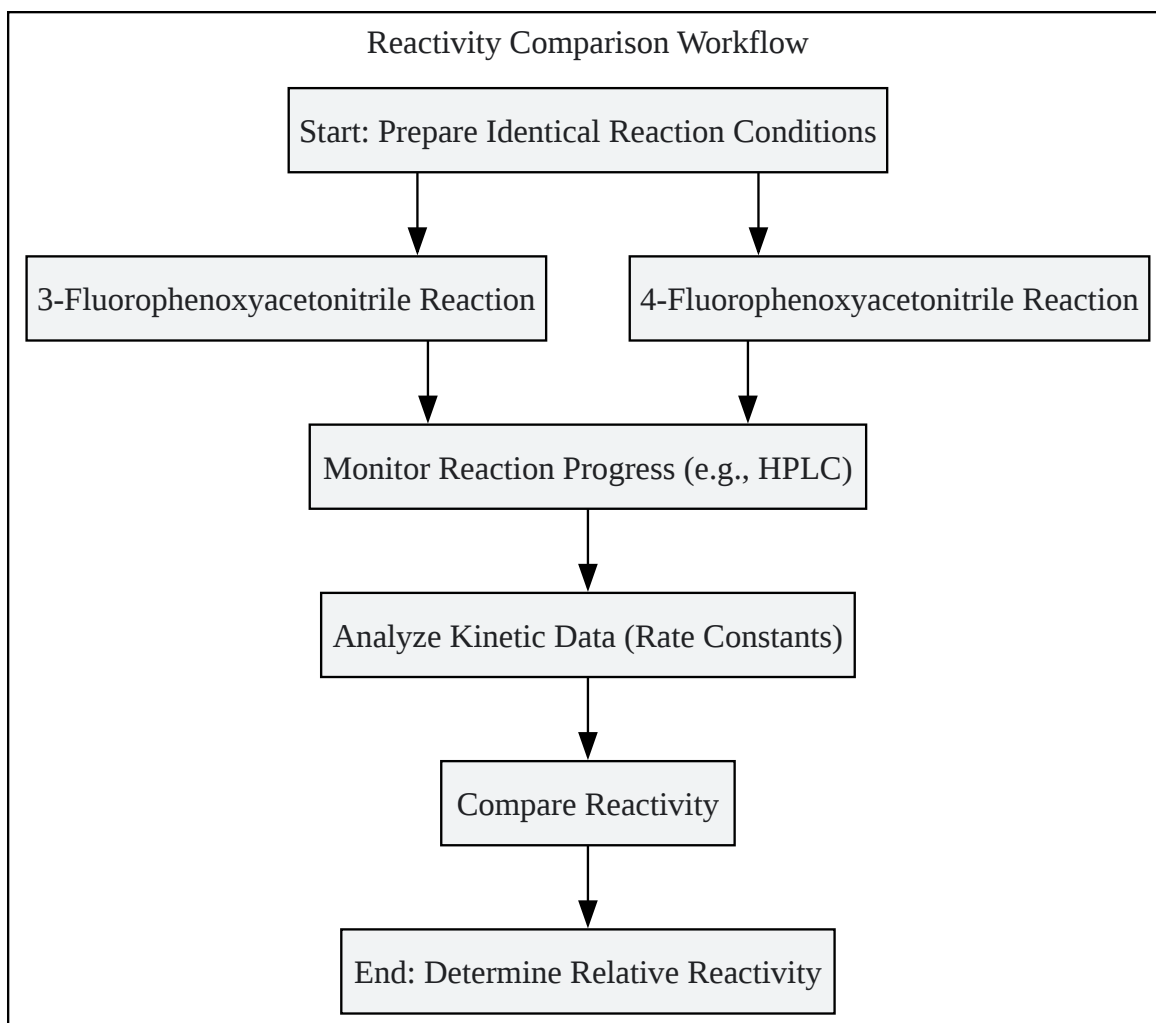 Reactivity Comparison Workflow
Start: Prepare Identical Reaction Conditions
3-Fluorophenoxyacetonitrile Reaction
4-Fluorophenoxyacetonitrile Reaction
Monitor Reaction Progress (e.g., HPLC)
Analyze Kinetic Data (Rate Constants)
Compare Reactivity
End: Determine Relative Reactivity